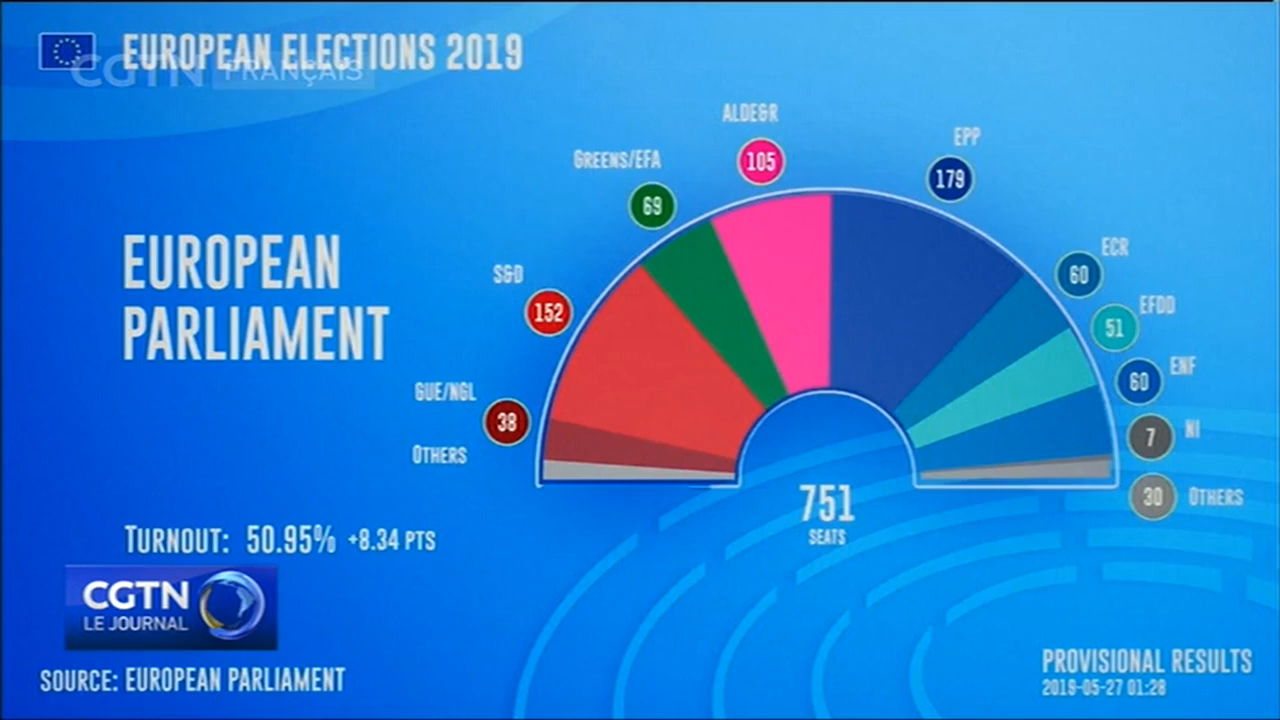 EUROPEAN ELECTIONS 2019
CGTN FRANÇAIS
EUROPEAN
PARLIAMENT
ALDE&R
105
EPP
179
GREENS/EFA
69
ECR
60
S&D
152
EFDD
51
ENF
60
GUE/NGL
38
NI
7
OTHERS
30 OTHERS
751
SEATS
TURNOUT: 50.95% +8.34 PTS
CGTN
LE JOURNAL
SOURCE: EUROPEAN PARLIAMENT
PROVISIONAL RESULTS
2019-05-27 01:28